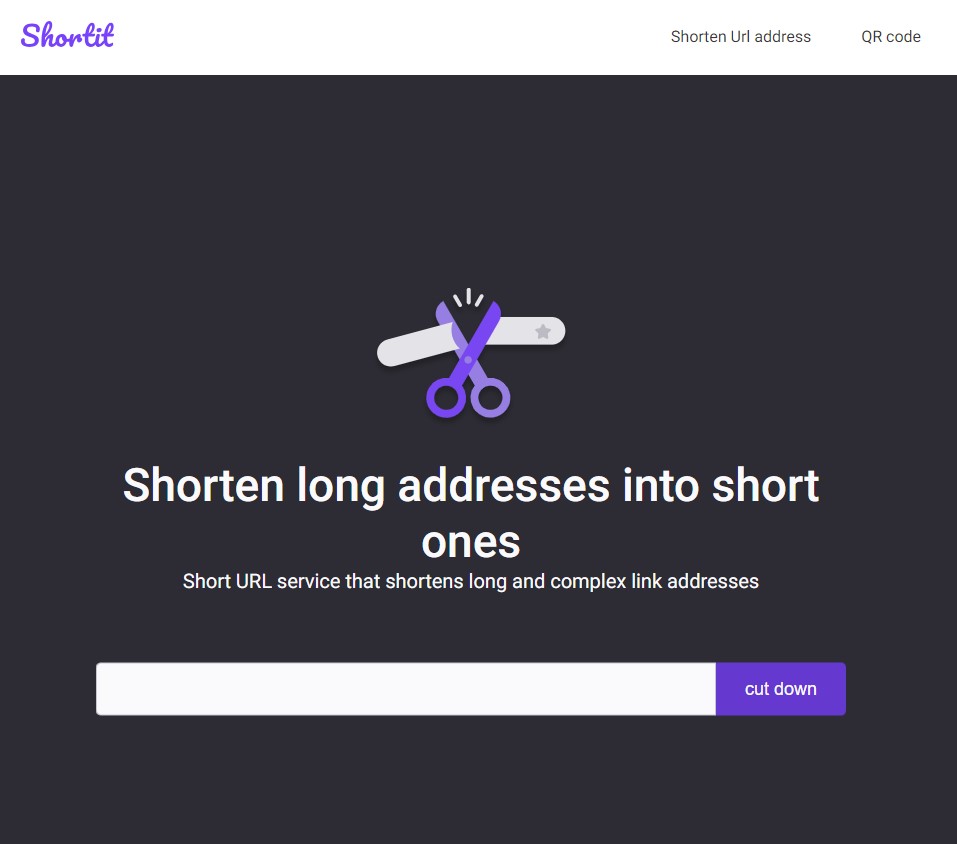 Shortit
Shorten Url address
QR code
Shorten long addresses into short
ones
Short URL service that shortens long and complex link addresses
cut down